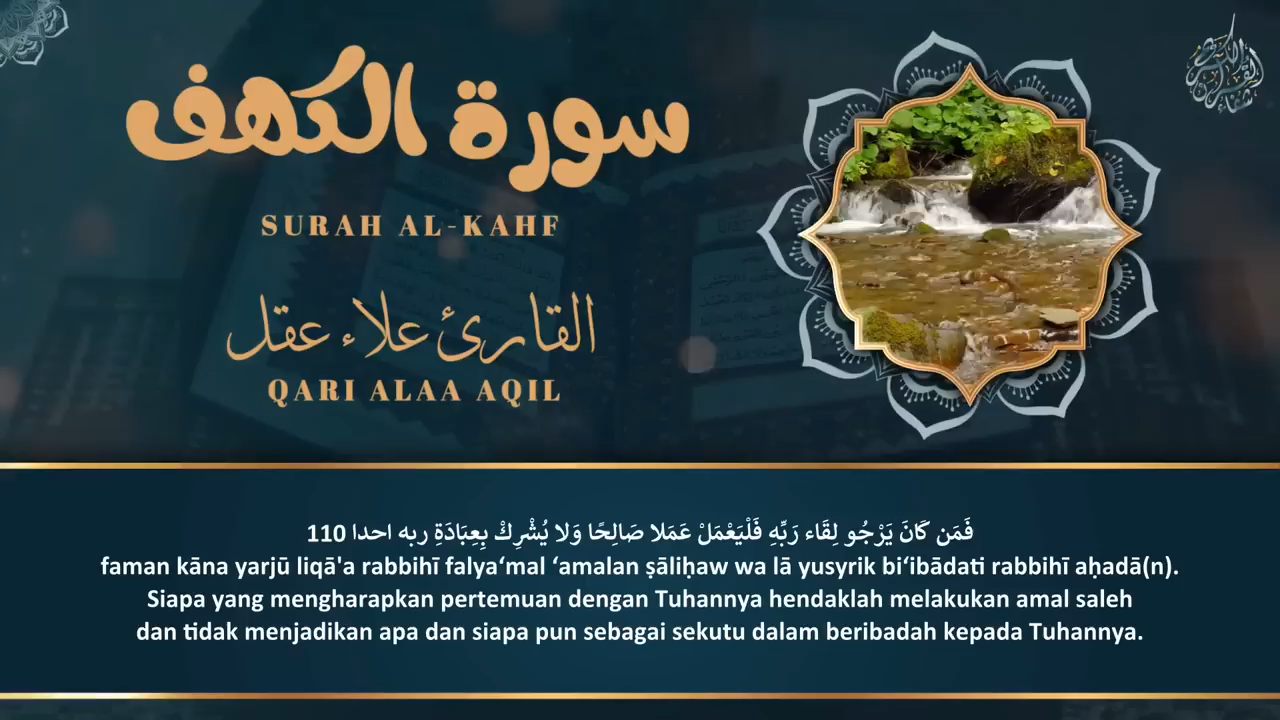 سورة الكهف
SURAH AL-KAHF
القارئ علاء عقل
QARI ALAA AQIL
فَمَن كَانَ يَرْجُو لِقَاء رَبِّهِ فَلْيَعْمَلْ عَمَلا صَالِحًا وَلا يُشْرِكْ بِعِبَادَةِ ربه احدا 110
faman kāna yarjū liqā'a rabbihī falya‘mal ‘amalan ṣāliḥaw wa lā yusyrik bi‘ibādati rabbihī aḥadā(n).
Siapa yang mengharapkan pertemuan dengan Tuhannya hendaklah melakukan amal saleh
dan tidak menjadikan apa dan siapa pun sebagai sekutu dalam beribadah kepada Tuhannya.